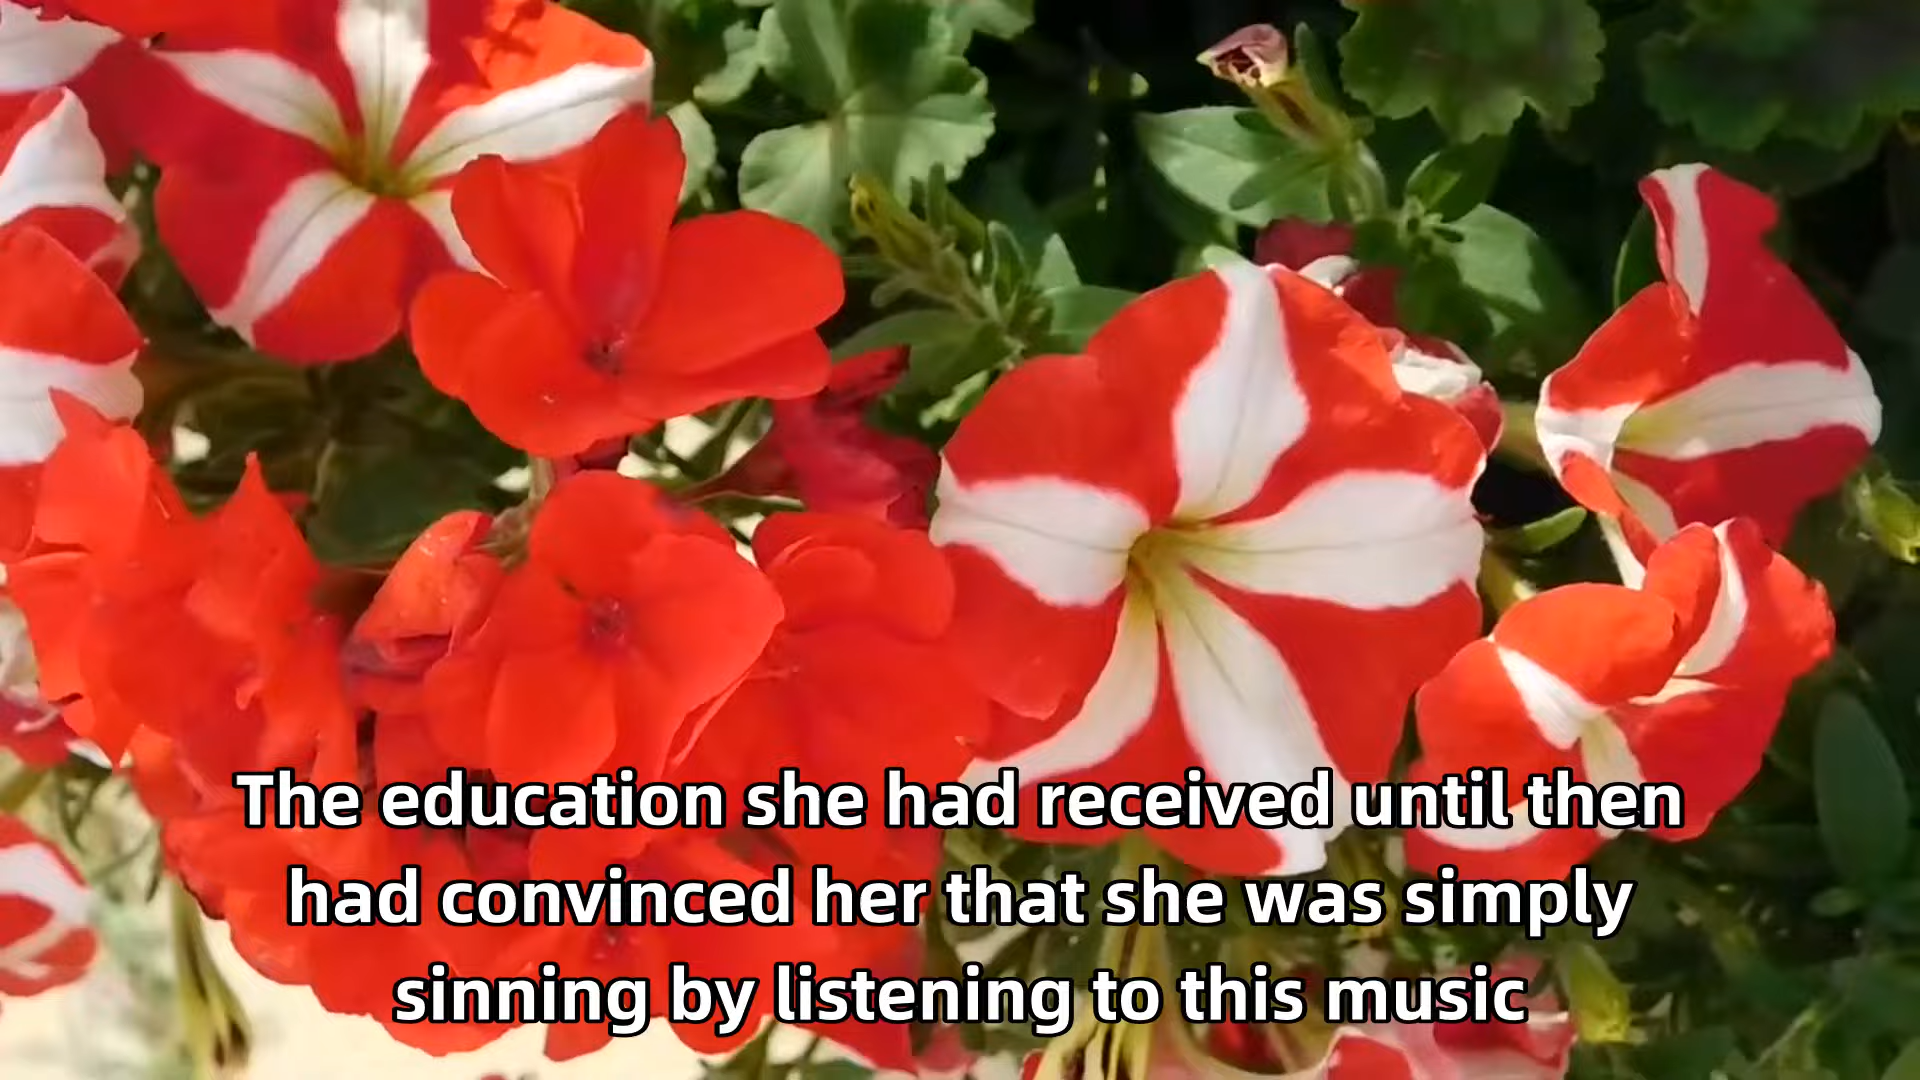 The education she had received until then
had convinced her that she was simply
sinning by listening to this music